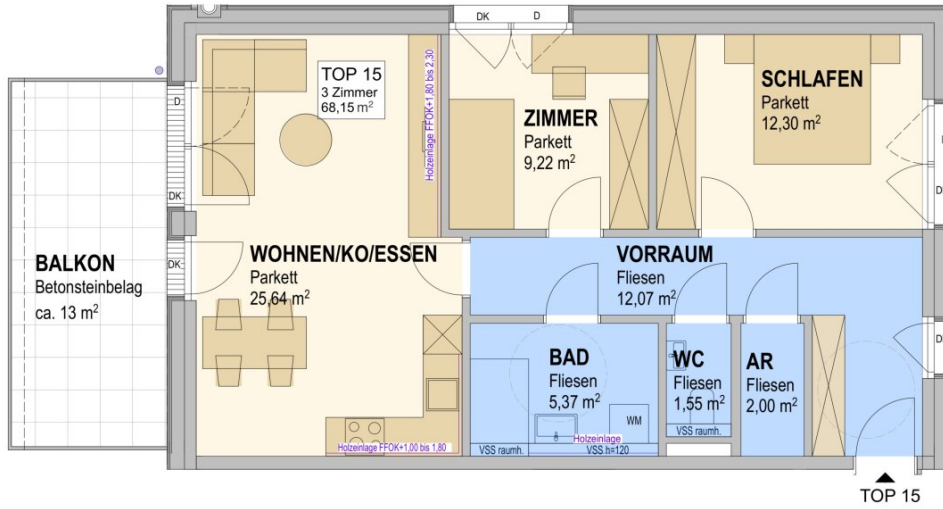 DK
D
TOP 15
3 Zimmer
68,15 m²
Holzeinlage FFOK+1,80 bis 2,30
ZIMMER
Parkett
9,22 m²
SCHLAFEN
Parkett
12,30 m²
D
DK
DK
BALKON
Betonsteinbelag
ca. 13 m²
WOHNEN/KO/ESSEN
Parkett
25,64 m²
VORRAUM
Fliesen
12,07 m²
BAD
Fliesen
5,37 m²
WM
WC
Fliesen
1,55 m²
AR
Fliesen
2,00 m²
D
D
Holzeinlage FFOK+1,00 bis 1,80
Holzeinlage
VSS raumh.
VSS h=120
VSS raumh.
TOP 15